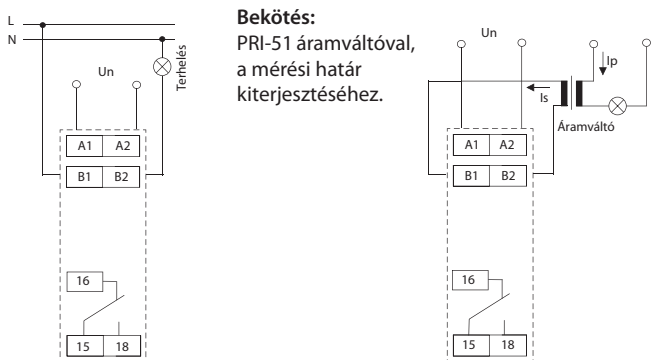 L
N
Un
Terhelés
A1 A2
B1 B2
16
15 18
Bekötés:
PRI-51 áramváltóval,
a mérési határ
kiterjesztéséhez.
Un
Ip
Is
Áramváltó
A1 A2
B1 B2
16
15 18